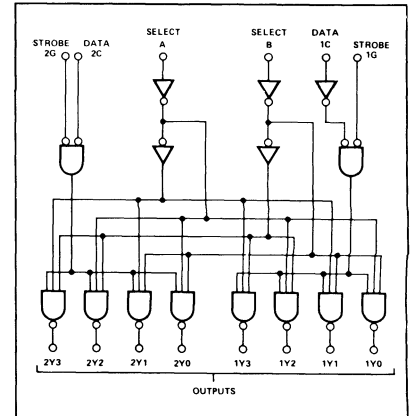 STROBE 2G
DATA 2C
SELECT A
SELECT B
DATA 1C
STROBE 1G
2Y3 2Y2 2Y1 2Y0 1Y3 1Y2 1Y1 1Y0
OUTPUTS